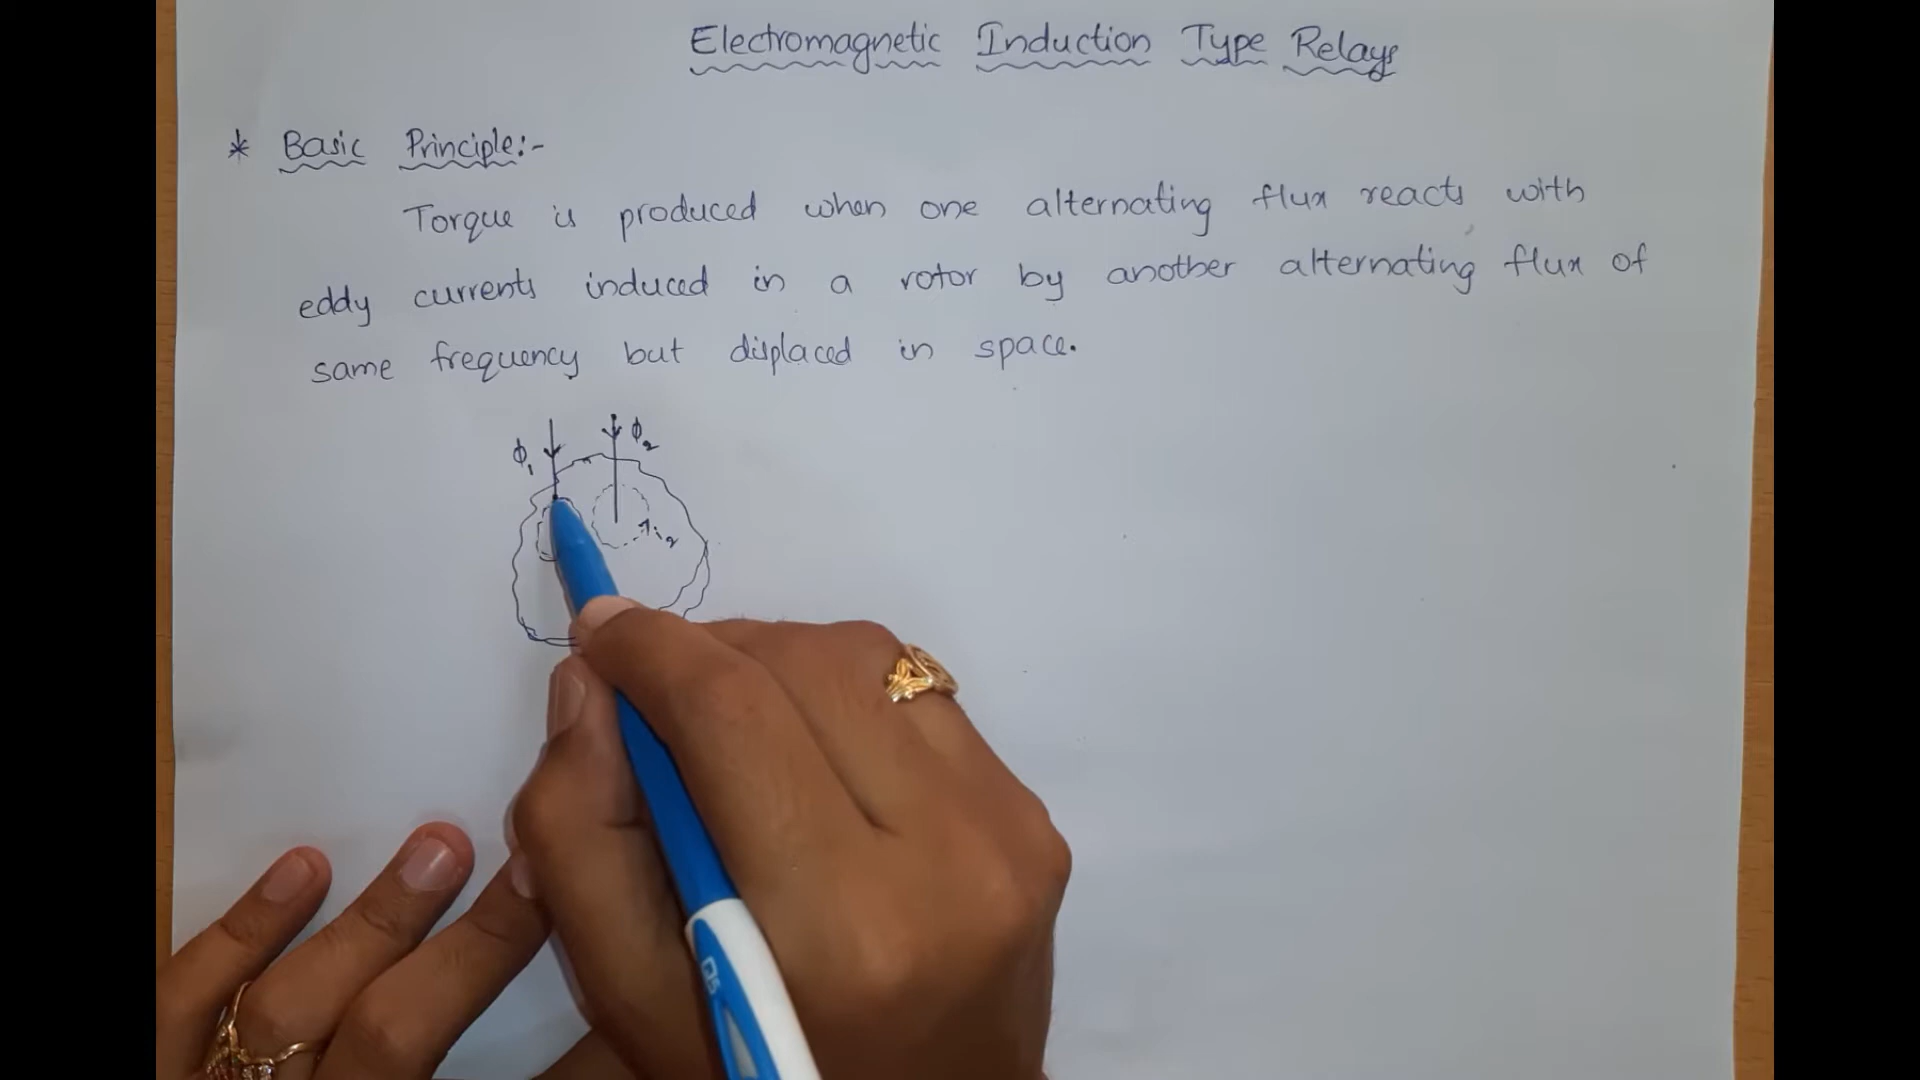 Electromagnetic Induction Type Relays
* Basic Principle:-
Torque is produced when one alternating flux reacts with
eddy currents induced in a rotor by another alternating flux of
same frequency but displaced in space.
ϕ₁ ϕ₂
i₂